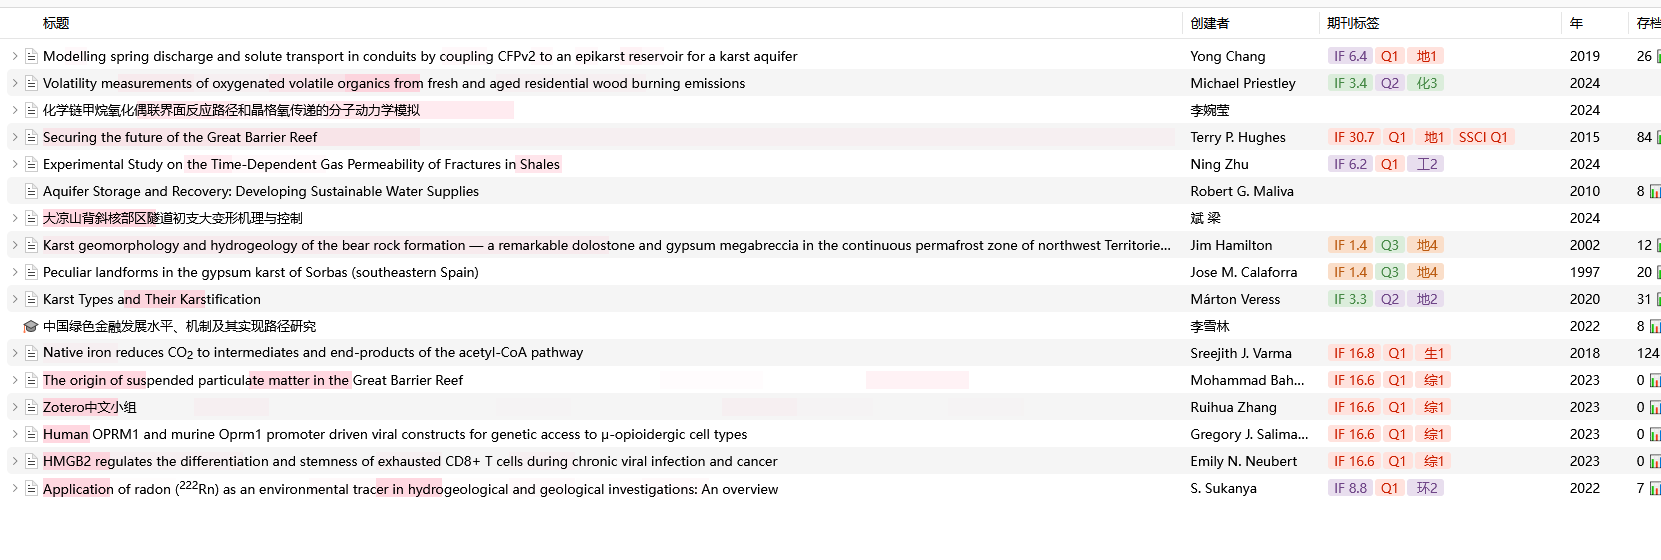 标题 创建者 期刊标签 年 存档
Modelling spring discharge and solute transport in conduits by coupling CFPv2 to an epikarst reservoir for a karst aquifer Yong Chang IF 6.4 Q1 地1 2019 26
Volatility measurements of oxygenated volatile organics from fresh and aged residential wood burning emissions Michael Priestley IF 3.4 Q2 化3 2024
化学链甲烷氧化偶联界面反应路径和晶格氧传递的分子动力学模拟 李婉莹 2024
Securing the future of the Great Barrier Reef Terry P. Hughes IF 30.7 Q1 地1 SSCI Q1 2015 84
Experimental Study on the Time-Dependent Gas Permeability of Fractures in Shales Ning Zhu IF 6.2 Q1 工2 2024
Aquifer Storage and Recovery: Developing Sustainable Water Supplies Robert G. Maliva 2010 8
大凉山背斜核部区隧道初支大变形机理与控制 斌 梁 2024
Karst geomorphology and hydrogeology of the bear rock formation — a remarkable dolostone and gypsum megabreccia in the continuous permafrost zone of northwest Territorie... Jim Hamilton IF 1.4 Q3 地4 2002 12
Peculiar landforms in the gypsum karst of Sorbas (southeastern Spain) Jose M. Calaforra IF 1.4 Q3 地4 1997 20
Karst Types and Their Karstification Márton Veress IF 3.3 Q2 地2 2020 31
中国绿色金融发展水平、机制及其实现路径研究 李雪林 2022 8
Native iron reduces CO₂ to intermediates and end-products of the acetyl-CoA pathway Sreejith J. Varma IF 16.8 Q1 生1 2018 124
The origin of suspended particulate matter in the Great Barrier Reef Mohammad Bah... IF 16.6 Q1 综1 2023 0
Zotero中文小组 Ruihua Zhang IF 16.6 Q1 综1 2023 0
Human OPRM1 and murine Oprm1 promoter driven viral constructs for genetic access to μ-opioidergic cell types Gregory J. Salima... IF 16.6 Q1 综1 2023 0
HMGB2 regulates the differentiation and stemness of exhausted CD8+ T cells during chronic viral infection and cancer Emily N. Neubert IF 16.6 Q1 综1 2023 0
Application of radon (²²²Rn) as an environmental tracer in hydrogeological and geological investigations: An overview S. Sukanya IF 8.8 Q1 环2 2022 7